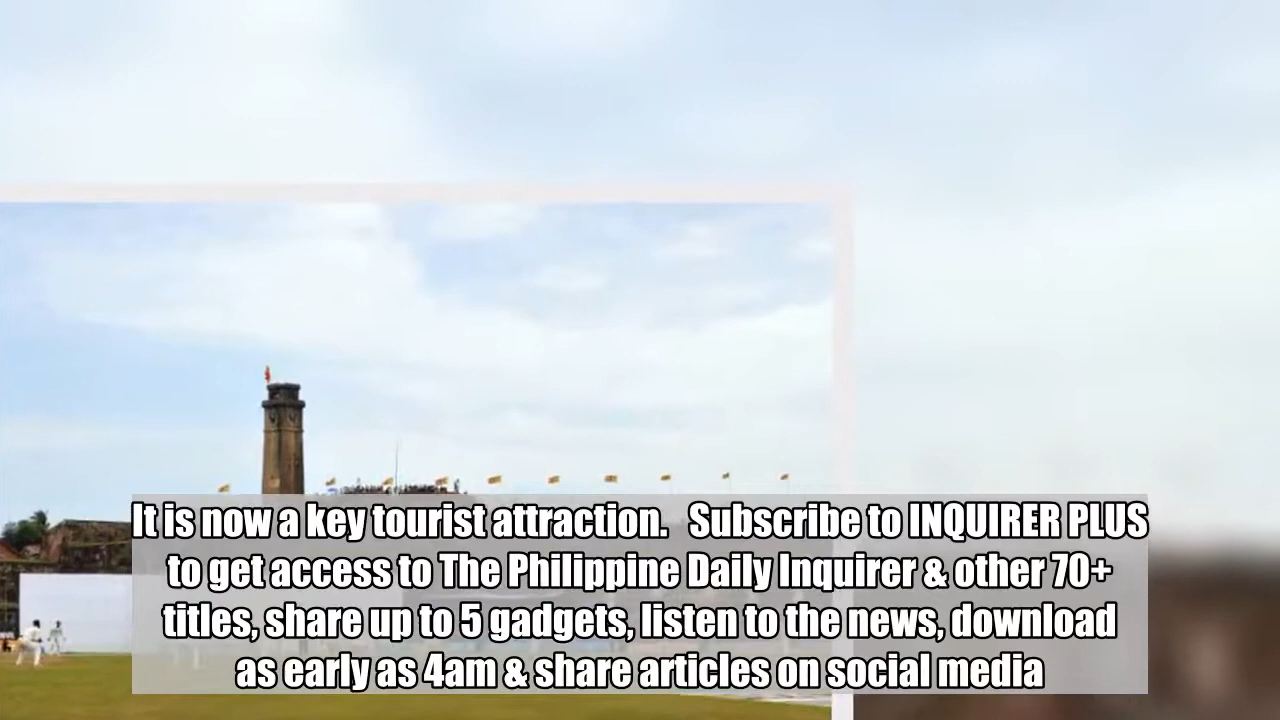 It is now a key tourist attraction.   Subscribe to INQUIRER PLUS
to get access to The Philippine Daily Inquirer & other 70+
titles, share up to 5 gadgets, listen to the news, download
as early as 4am & share articles on social media